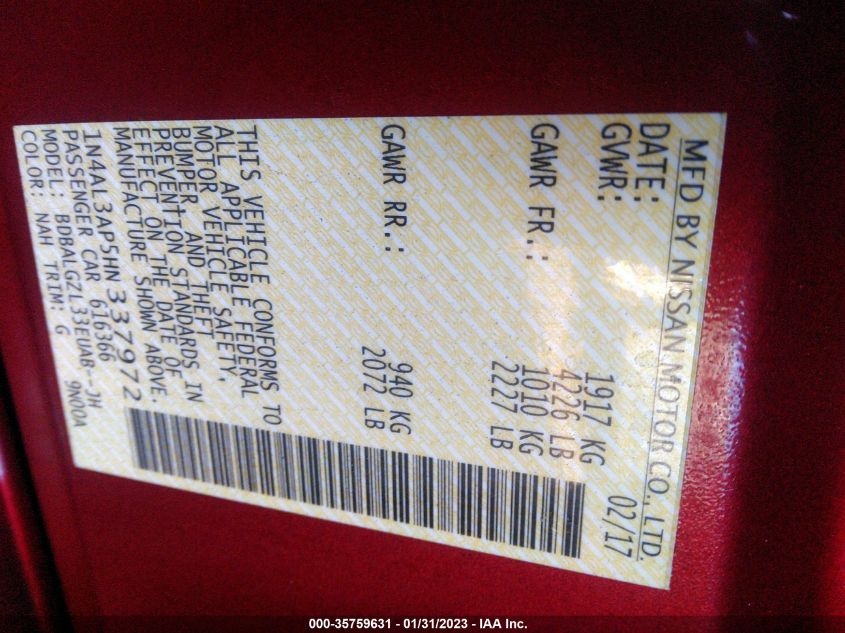 MFD BY NISSAN MOTOR CO., LTD.
DATE: 02/17
GVWR: 1917 KG
4226 LB
GAWR FR.: 1010 KG
2227 LB
GAWR RR.: 940 KG
2072 LB
THIS VEHICLE CONFORMS TO
ALL APPLICABLE FEDERAL
MOTOR VEHICLE SAFETY,
BUMPER AND THEFT
PREVENTION STANDARDS IN
EFFECT ON THE DATE OF
MANUFACTURE SHOWN ABOVE
1N4AL3AP5HN337972
PASSENGER CAR 616366
MODEL: BDBALGZL33EUAB--JH
COLOR: NAH TRIM: G 9N00A
000-35759631 - 01/31/2023 - IAA Inc.